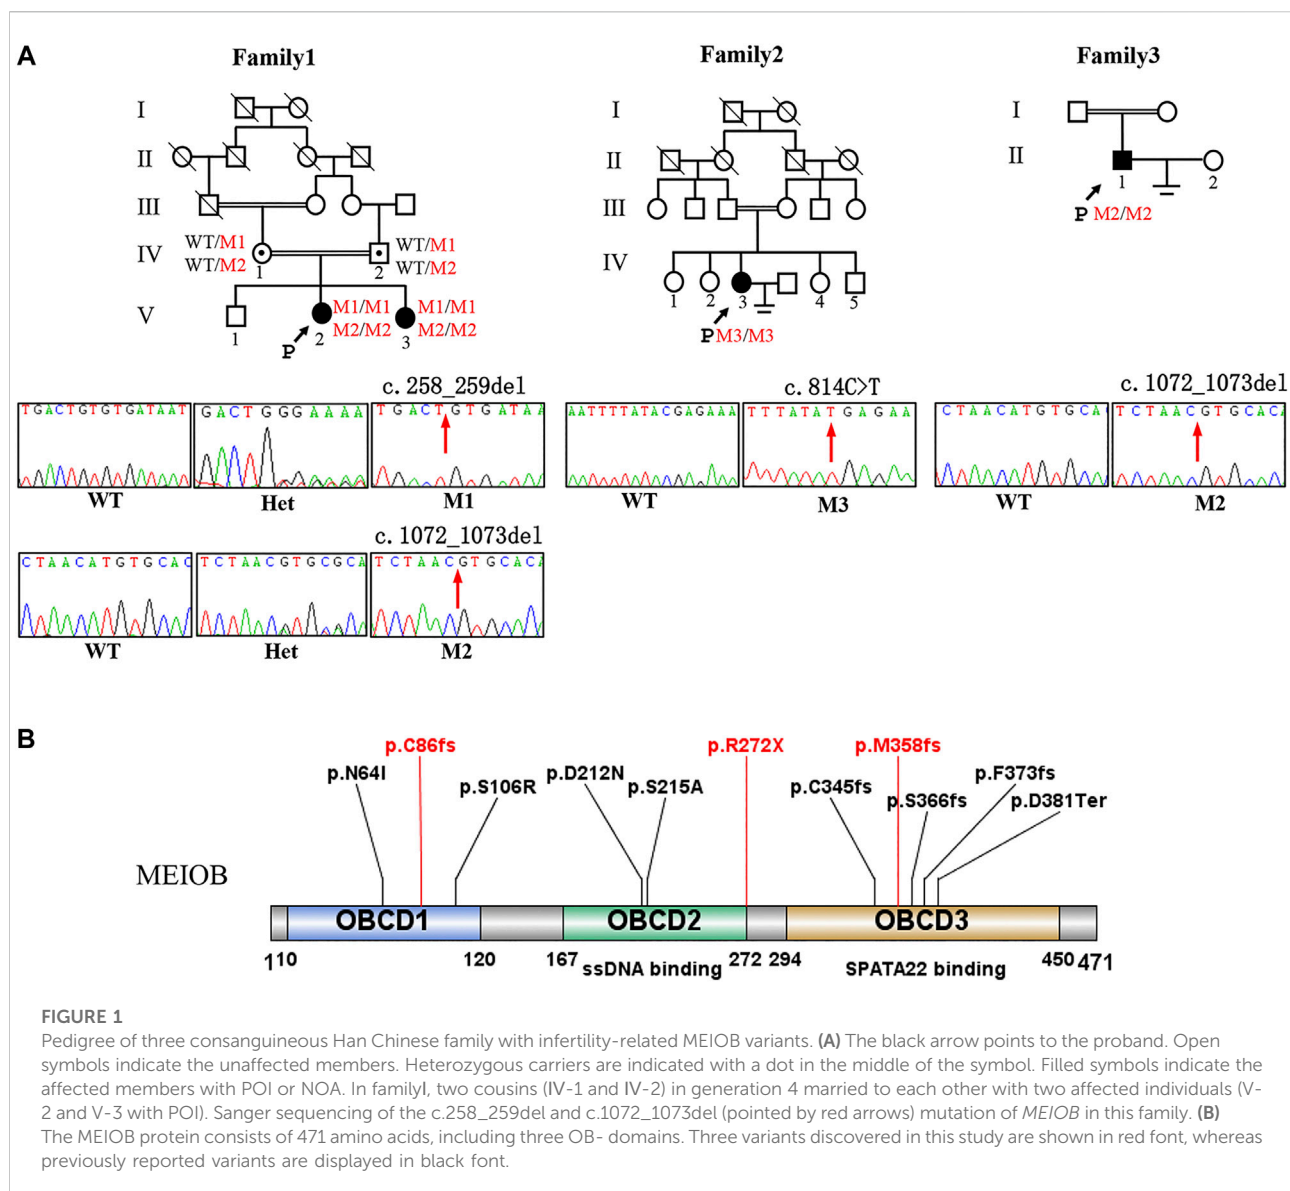 A
Family1
Family2
Family3
I
II
III
IV
V
WT/M1
WT/M2
1
2
WT/M1
WT/M2
1
P
2
M1/M1
M2/M2
3
M1/M1
M2/M2
I
II
III
IV
1
2
3
4
5
P M3/M3
I
II
1
2
P M2/M2
c.258_259del
c.814C>T
c.1072_1073del
TGACTGTGTGATAAT
GACTGGGAAAA
TGACTGTGATAA
AATTTTATACGAGAAA
TTTATATGAGAA
CTAACATGTGCA
TCTAACGTGCACA
WT
Het
M1
WT
M3
WT
M2
c.1072_1073del
CTAACATGTGCAC
TCTAACGTGCGCA
TCTAACGTGCACA
WT
Het
M2
B
p.C86fs
p.R272X
p.M358fs
p.N64I
p.S106R
p.D212N
p.S215A
p.C345fs
p.S366fs
p.F373fs
p.D381Ter
MEIOB
OBCD1
OBCD2
OBCD3
110
120
167
ssDNA binding
272
294
SPATA22 binding
450
471
FIGURE 1
Pedigree of three consanguineous Han Chinese family with infertility-related MEIOB variants. (A) The black arrow points to the proband. Open
symbols indicate the unaffected members. Heterozygous carriers are indicated with a dot in the middle of the symbol. Filled symbols indicate the
affected members with POI or NOA. In familyI, two cousins (IV-1 and IV-2) in generation 4 married to each other with two affected individuals (V-
2 and V-3 with POI). Sanger sequencing of the c.258_259del and c.1072_1073del (pointed by red arrows) mutation of MEIOB in this family. (B)
The MEIOB protein consists of 471 amino acids, including three OB- domains. Three variants discovered in this study are shown in red font, whereas
previously reported variants are displayed in black font.